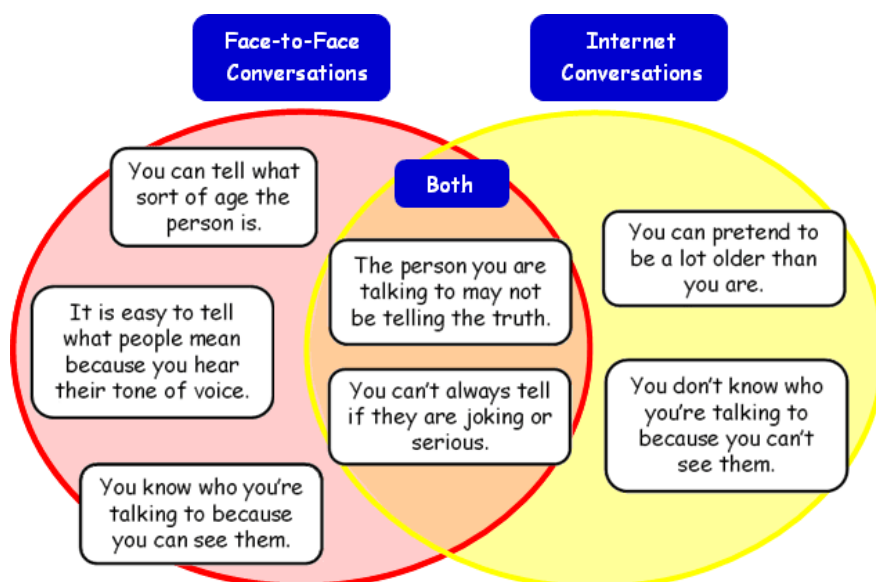 Face-to-Face
Conversations
Internet
Conversations
You can tell what
sort of age the
person is.
It is easy to tell
what people mean
because you hear
their tone of voice.
You know who you're
talking to because
you can see them.
Both
The person you are
talking to may not
be telling the truth.
You can't always tell
if they are joking or
serious.
You can pretend to
be a lot older than
you are.
You don't know who
you're talking to
because you can't
see them.